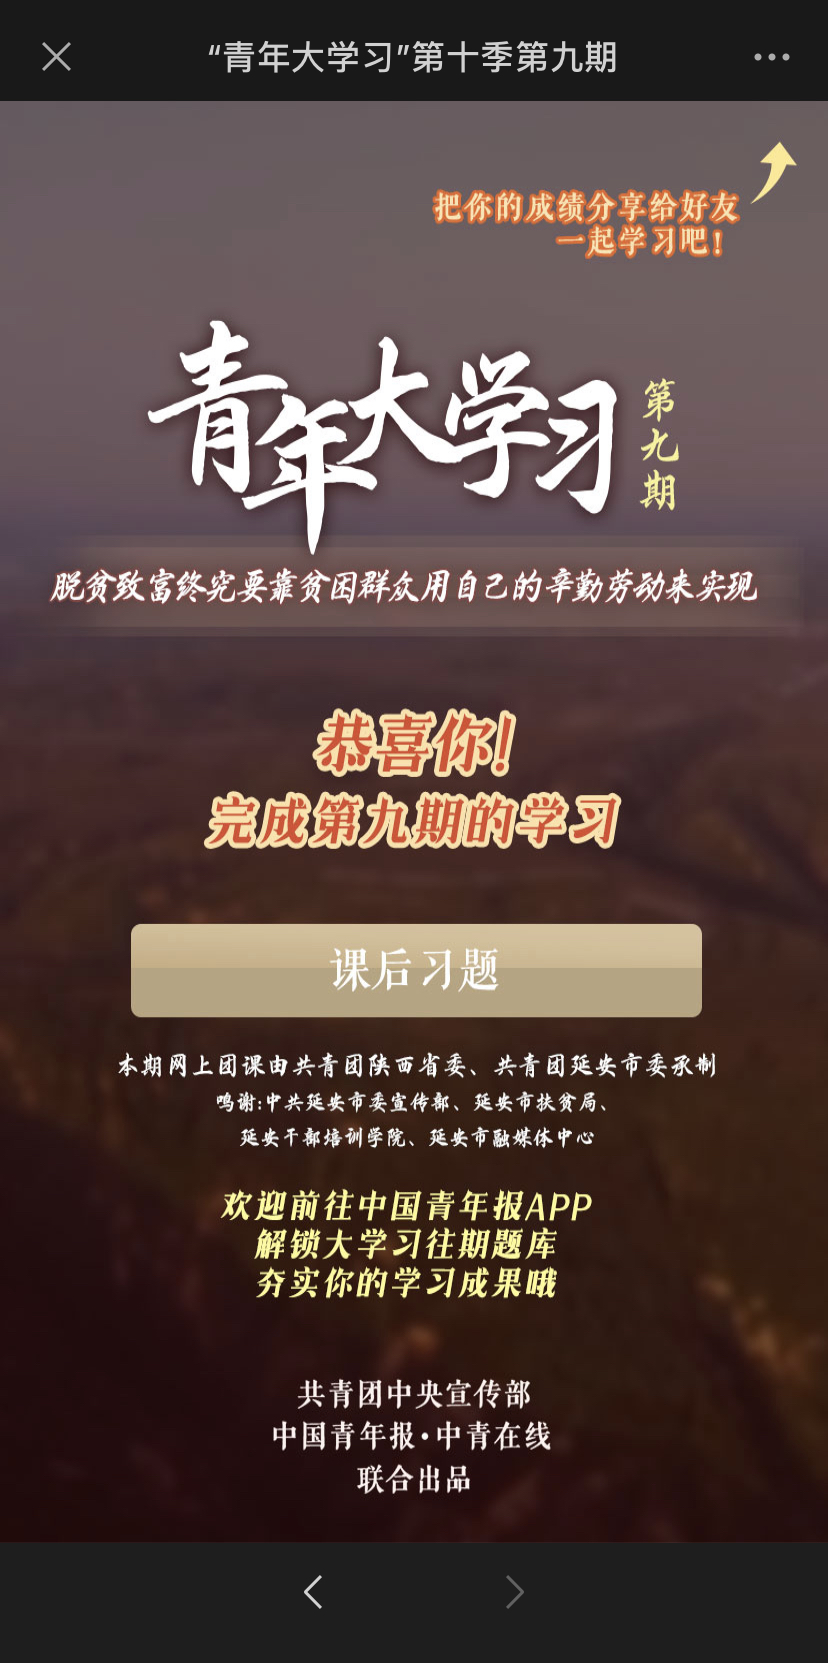 “青年大学习”第十季第九期
把你的成绩分享给好友
一起学习吧！
青年大学习
第九期
脱贫致富终究要靠贫困群众用自己的辛勤劳动来实现
恭喜你！
完成第九期的学习
课后习题
本期网上团课由共青团陕西省委、共青团延安市委承制
鸣谢:中共延安市委宣传部、延安市扶贫局、
延安干部培训学院、延安市融媒体中心
欢迎前往中国青年报APP
解锁大学习往期题库
夯实你的学习成果哦
共青团中央宣传部
中国青年报·中青在线
联合出品